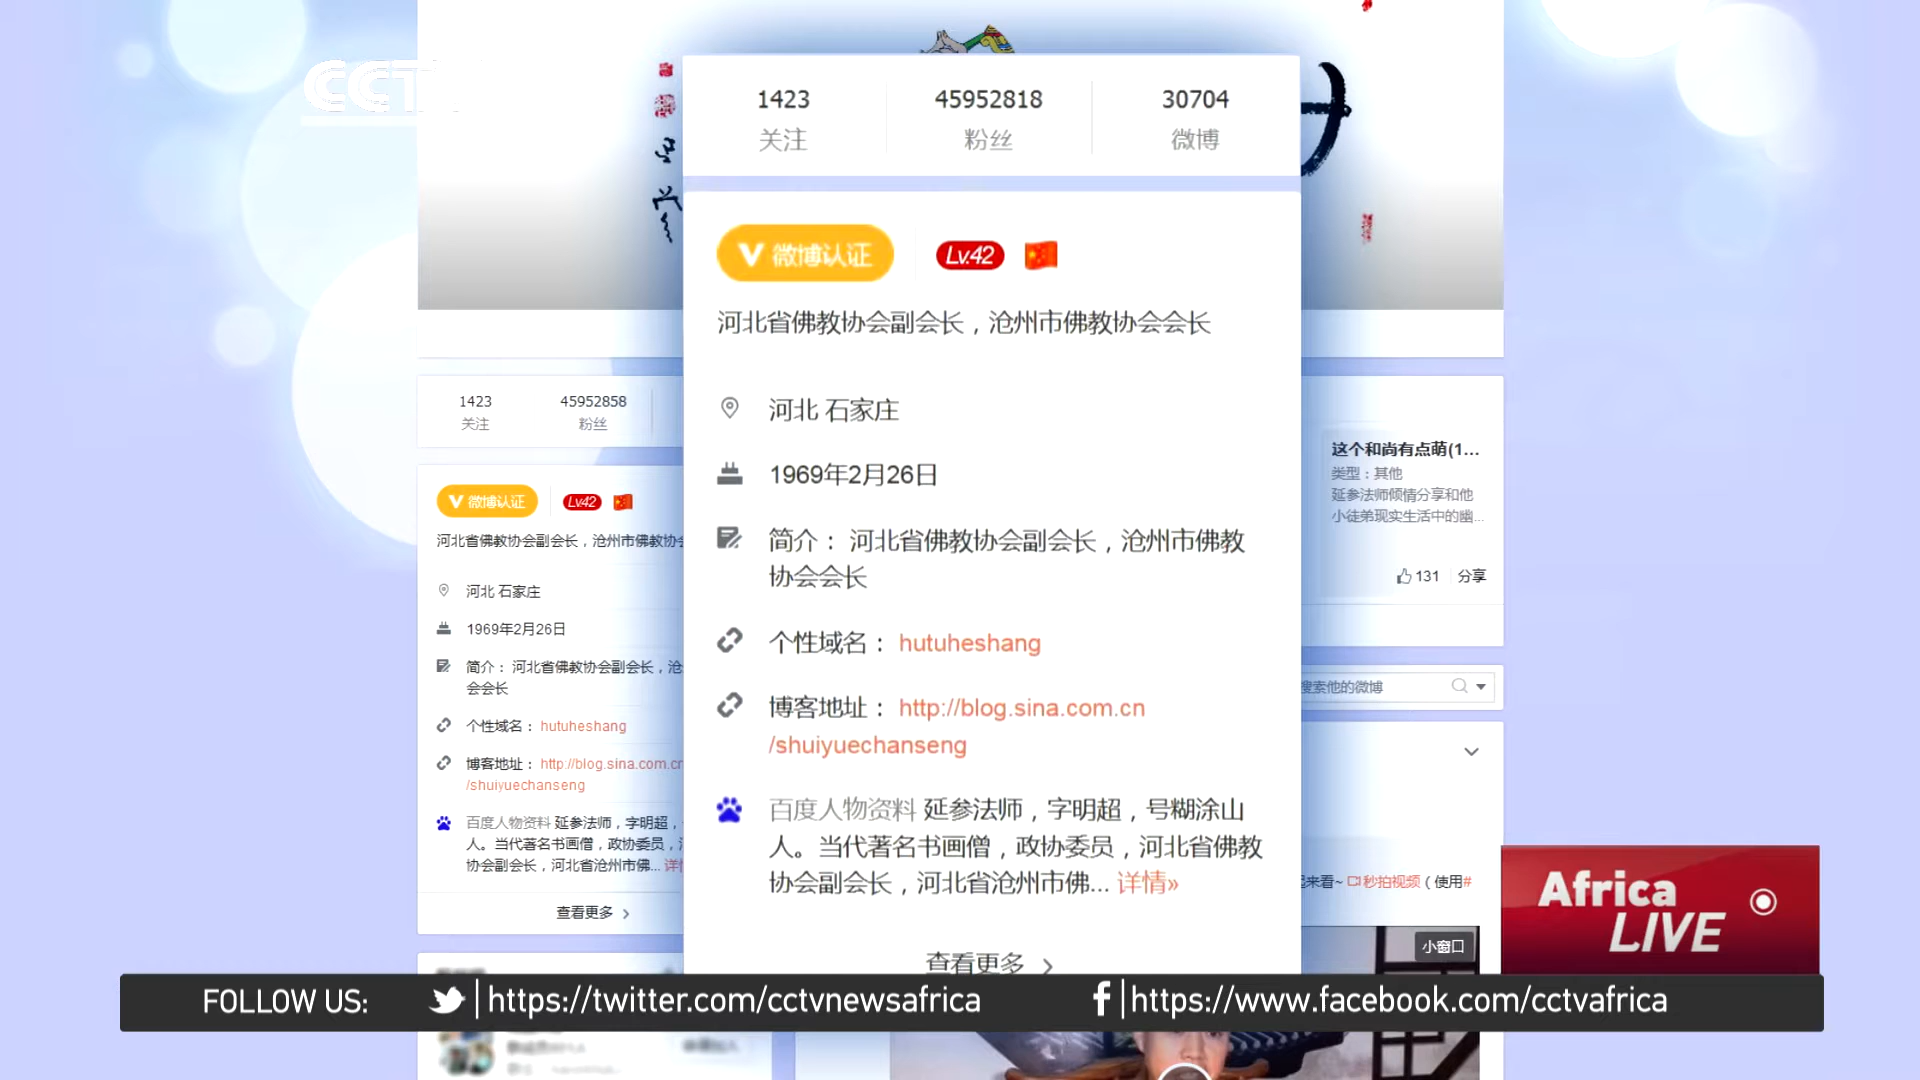 CCT
1423
45952818
30704
关注
粉丝
微博
微博认证
Lv.42
河北省佛教协会副会长，沧州市佛教协会会长
河北 石家庄
1969年2月26日
简介： 河北省佛教协会副会长，沧州市佛教
协会会长
个性域名： hutuheshang
博客地址： http://blog.sina.com.cn
/shuiyuechanseng
百度人物资料 延参法师，字明超，号糊涂山
人。当代著名书画僧，政协委员，河北省佛教
协会副会长，河北省沧州市佛... 详情»
查看更多
1423
45952858
关注
粉丝
微博认证
Lv.42
河北省佛教协会副会长，沧州市佛教协
河北 石家庄
1969年2月26日
简介： 河北省佛教协会副会长，沧
会会长
个性域名： hutuheshang
博客地址： http://blog.sina.com.cn
/shuiyuechanseng
百度人物资料 延参法师，字明超，
人。当代著名书画僧，政协委员，
协会副会长，河北省沧州市佛... 详
查看更多
这个和尚有点萌(1...
类型：其他
延参法师倾情分享和他
小徒弟现实生活中的幽...
131
分享
搜索他的微博
来看~ 秒拍视频（使用#
小窗口
Africa
LIVE
FOLLOW US:
https://twitter.com/cctvnewsafrica
https://www.facebook.com/cctvafrica